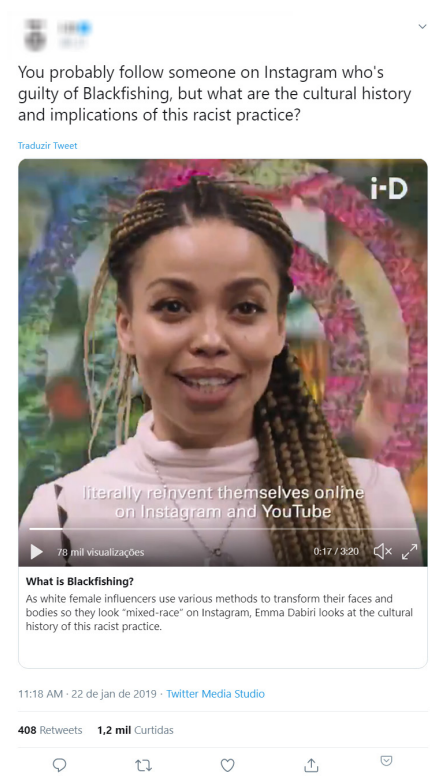 You probably follow someone on Instagram who's
guilty of Blackfishing, but what are the cultural history
and implications of this racist practice?
Traduzir Tweet
i-D
literally reinvent themselves online
on Instagram and YouTube
78 mil visualizações
0:17 / 3:20
What is Blackfishing?
As white female influencers use various methods to transform their faces and
bodies so they look “mixed-race” on Instagram, Emma Dabiri looks at the cultural
history of this racist practice.
11:18 AM · 22 de jan de 2019 · Twitter Media Studio
408 Retweets 1,2 mil Curtidas